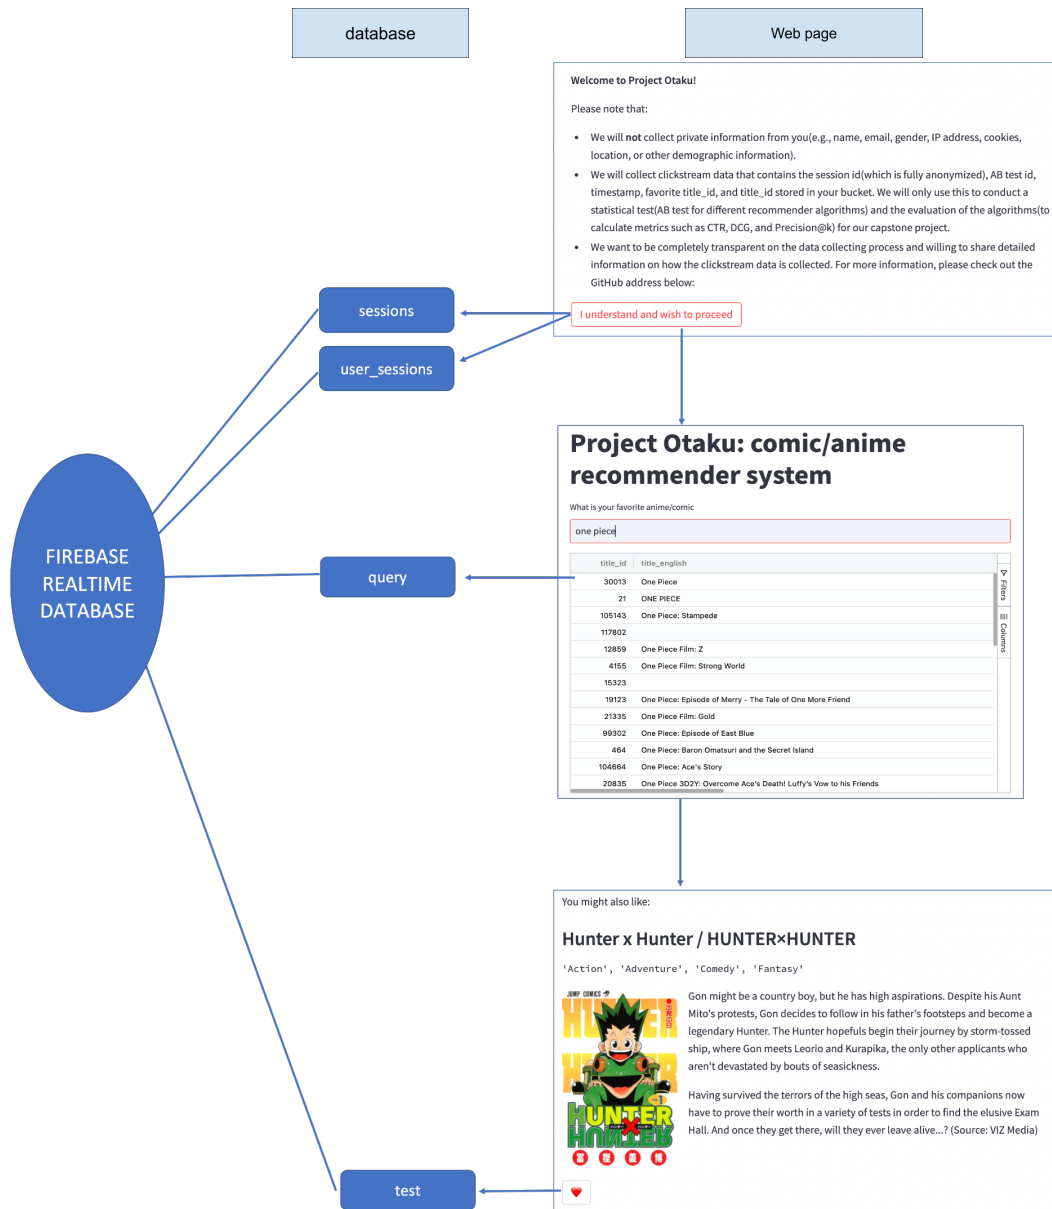 database
Web page
Welcome to Project Otaku!
Please note that:
• We will not collect private information from you(e.g., name, email, gender, IP address, cookies,
location, or other demographic information).
• We will collect clickstream data that contains the session id(which is fully anonymized), AB test id,
timestamp, favorite title_id, and title_id stored in your bucket. We will only use this to conduct a
statistical test(AB test for different recommender algorithms) and the evaluation of the algorithms(to
calculate metrics such as CTR, DCG, and Precision@k) for our capstone project.
• We want to be completely transparent on the data collecting process and willing to share detailed
information on how the clickstream data is collected. For more information, please check out the
GitHub address below:
I understand and wish to proceed
sessions
user_sessions
Project Otaku: comic/anime
recommender system
What is your favorite anime/comic
one piece
title_id title_english
30013 One Piece
21 ONE PIECE
105143 One Piece: Stampede
117802
12859 One Piece Film: Z
4155 One Piece Film: Strong World
15323
19123 One Piece: Episode of Merry - The Tale of One More Friend
21335 One Piece Film: Gold
99302 One Piece: Episode of East Blue
464 One Piece: Baron Omatsuri and the Secret Island
104664 One Piece: Ace's Story
20835 One Piece 3D2Y: Overcome Ace's Death! Luffy's Vow to his Friends
Filters
Columns
FIREBASE
REALTIME
DATABASE
query
You might also like:
Hunter x Hunter / HUNTER×HUNTER
'Action', 'Adventure', 'Comedy', 'Fantasy'
JUMP COMICS
HUNTER
HUNTER
HUNTER
HUNTER
冨樫義博
Gon might be a country boy, but he has high aspirations. Despite his Aunt
Mito's protests, Gon decides to follow in his father's footsteps and become a
legendary Hunter. The Hunter hopefuls begin their journey by storm-tossed
ship, where Gon meets Leorio and Kurapika, the only other applicants who
aren't devastated by bouts of seasickness.
Having survived the terrors of the high seas, Gon and his companions now
have to prove their worth in a variety of tests in order to find the elusive Exam
Hall. And once they get there, will they ever leave alive...? (Source: VIZ Media)
test